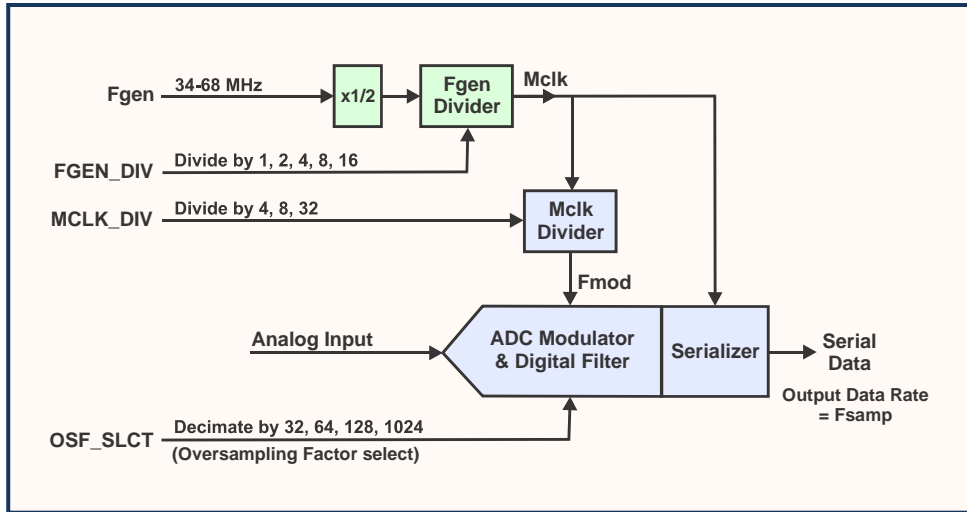 Fgen
34-68 MHz
x1/2
Fgen
Divider
Mclk
FGEN_DIV
Divide by 1, 2, 4, 8, 16
MCLK_DIV
Divide by 4, 8, 32
Mclk
Divider
Fmod
Analog Input
ADC Modulator
& Digital Filter
Serializer
Serial
Data
Output Data Rate
= Fsamp
OSF_SLCT
Decimate by 32, 64, 128, 1024
(Oversampling Factor select)